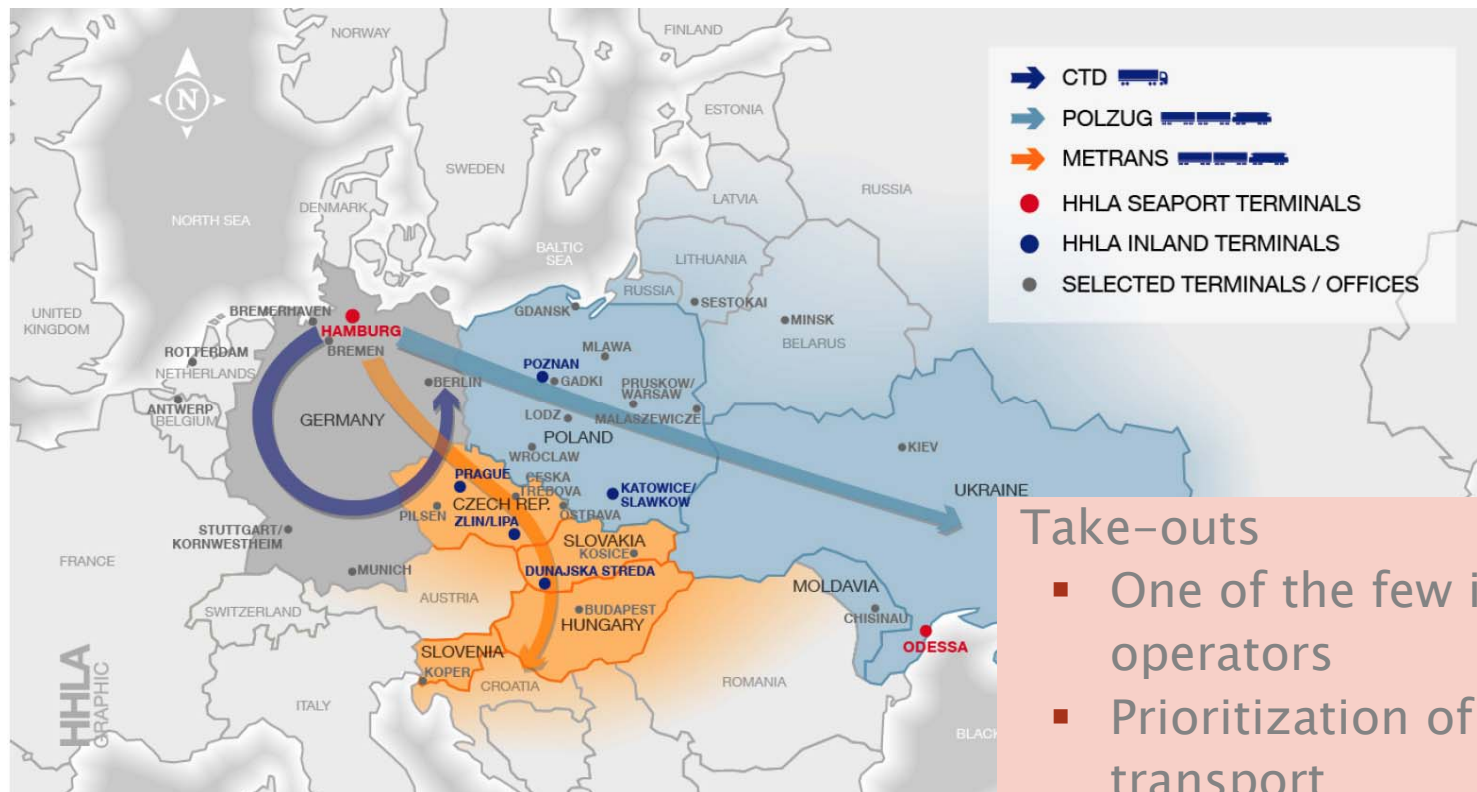 NORWAY
FINLAND
CTD
POLZUG
METRANS
HHLA SEAPORT TERMINALS
HHLA INLAND TERMINALS
SELECTED TERMINALS / OFFICES
N
ESTONIA
SWEDEN
RUSSIA
LATVIA
DENMARK
NORTH SEA
BALTIC
SEA
LITHUANIA
RUSSIA
SESTOKAI
UNITED
KINGDOM
BREMERHAVEN
HAMBURG
GDANSK
MINSK
BELARUS
ROTTERDAM
NETHERLANDS
BREMEN
MLAWA
POZNAN
GADKI
BERLIN
PRUSKOW/
WARSAW
ANTWERP
BELGIUM
GERMANY
LODZ
MALASZEWICZE
POLAND
WROCLAW
KIEV
PRAGUE
CESKA
TREBOVA
KATOWICE/
SLAWKOW
UKRAINE
CZECH REP.
PILSEN
OSTRAVA
ZLIN/LIPA
STUTTGART/
KORNWESTHEIM
SLOVAKIA
KOSICE
FRANCE
MUNICH
DUNAJSKA STREDA
MOLDAVIA
AUSTRIA
BUDAPEST
HUNGARY
CHISINAU
SWITZERLAND
ODESSA
SLOVENIA
KOPER
CROATIA
ROMANIA
ITALY
BLACK
HHLA
GRAPHIC
Take-outs
▪ One of the few i
operators
▪ Prioritization of
transport